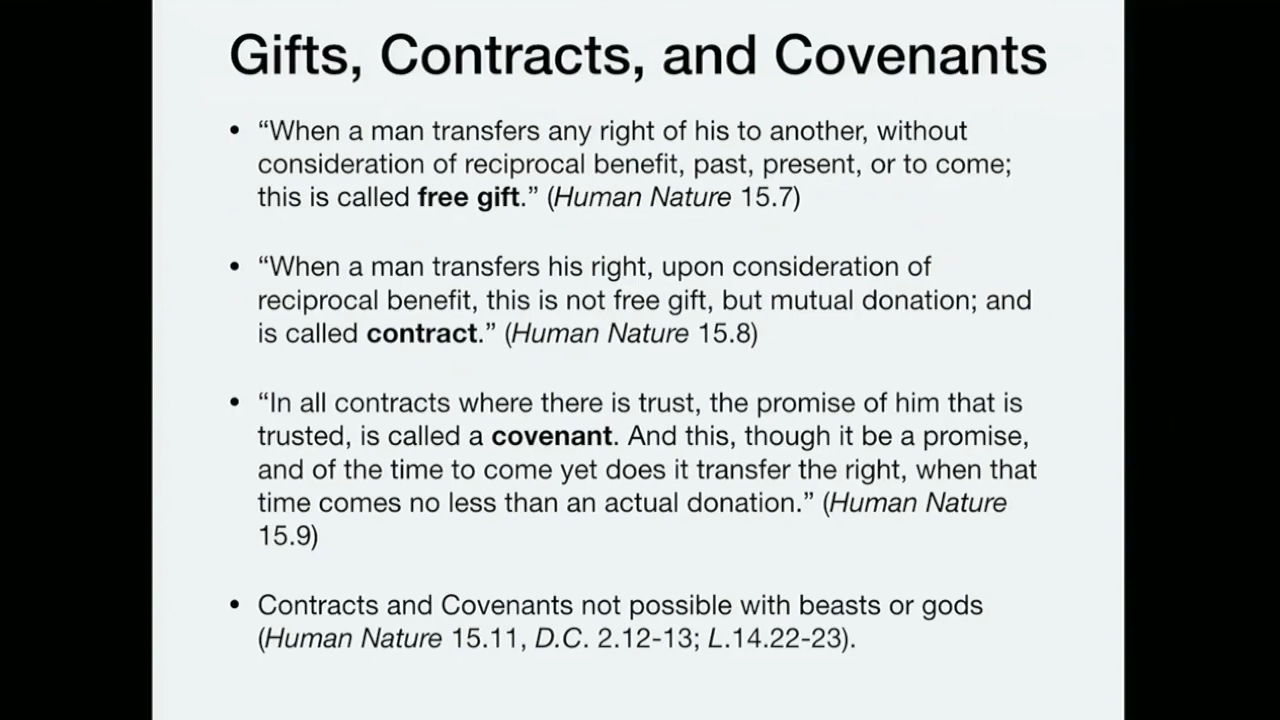 Gifts, Contracts, and Covenants
• “When a man transfers any right of his to another, without
consideration of reciprocal benefit, past, present, or to come;
this is called free gift.” (Human Nature 15.7)
• “When a man transfers his right, upon consideration of
reciprocal benefit, this is not free gift, but mutual donation; and
is called contract.” (Human Nature 15.8)
• “In all contracts where there is trust, the promise of him that is
trusted, is called a covenant. And this, though it be a promise,
and of the time to come yet does it transfer the right, when that
time comes no less than an actual donation.” (Human Nature
15.9)
• Contracts and Covenants not possible with beasts or gods
(Human Nature 15.11, D.C. 2.12-13; L.14.22-23).